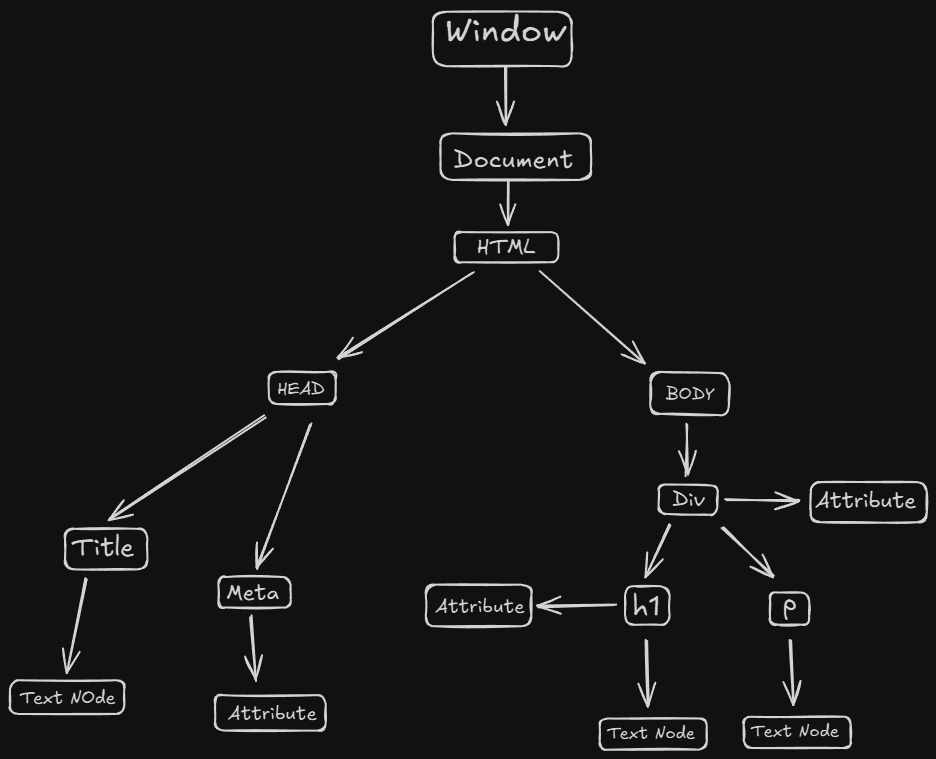 Window
Document
HTML
HEAD
BODY
Div
Attribute
Title
Meta
Attribute
h1
p
Text NOde
Attribute
Text Node
Text Node